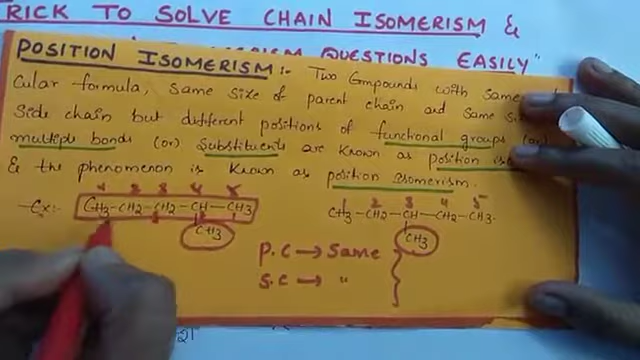 TRICK TO SOLVE CHAIN ISOMERISM &
QUESTIONS EASILY"
POSITION ISOMERISM :- Two Compounds with same
cular formula, same size of parent chain and same
Side chain but different positions of functional groups (or)
multiple bonds (or) Substituents are known as position
& the phenomenon is known as position isomerism.
1 2 3 4 5
Ex:- CH3-CH2-CH2-CH-CH3
CH3
1 2 3 4 5
CH3-CH2-CH-CH2-CH3.
CH3
P.C → Same
S.C → "